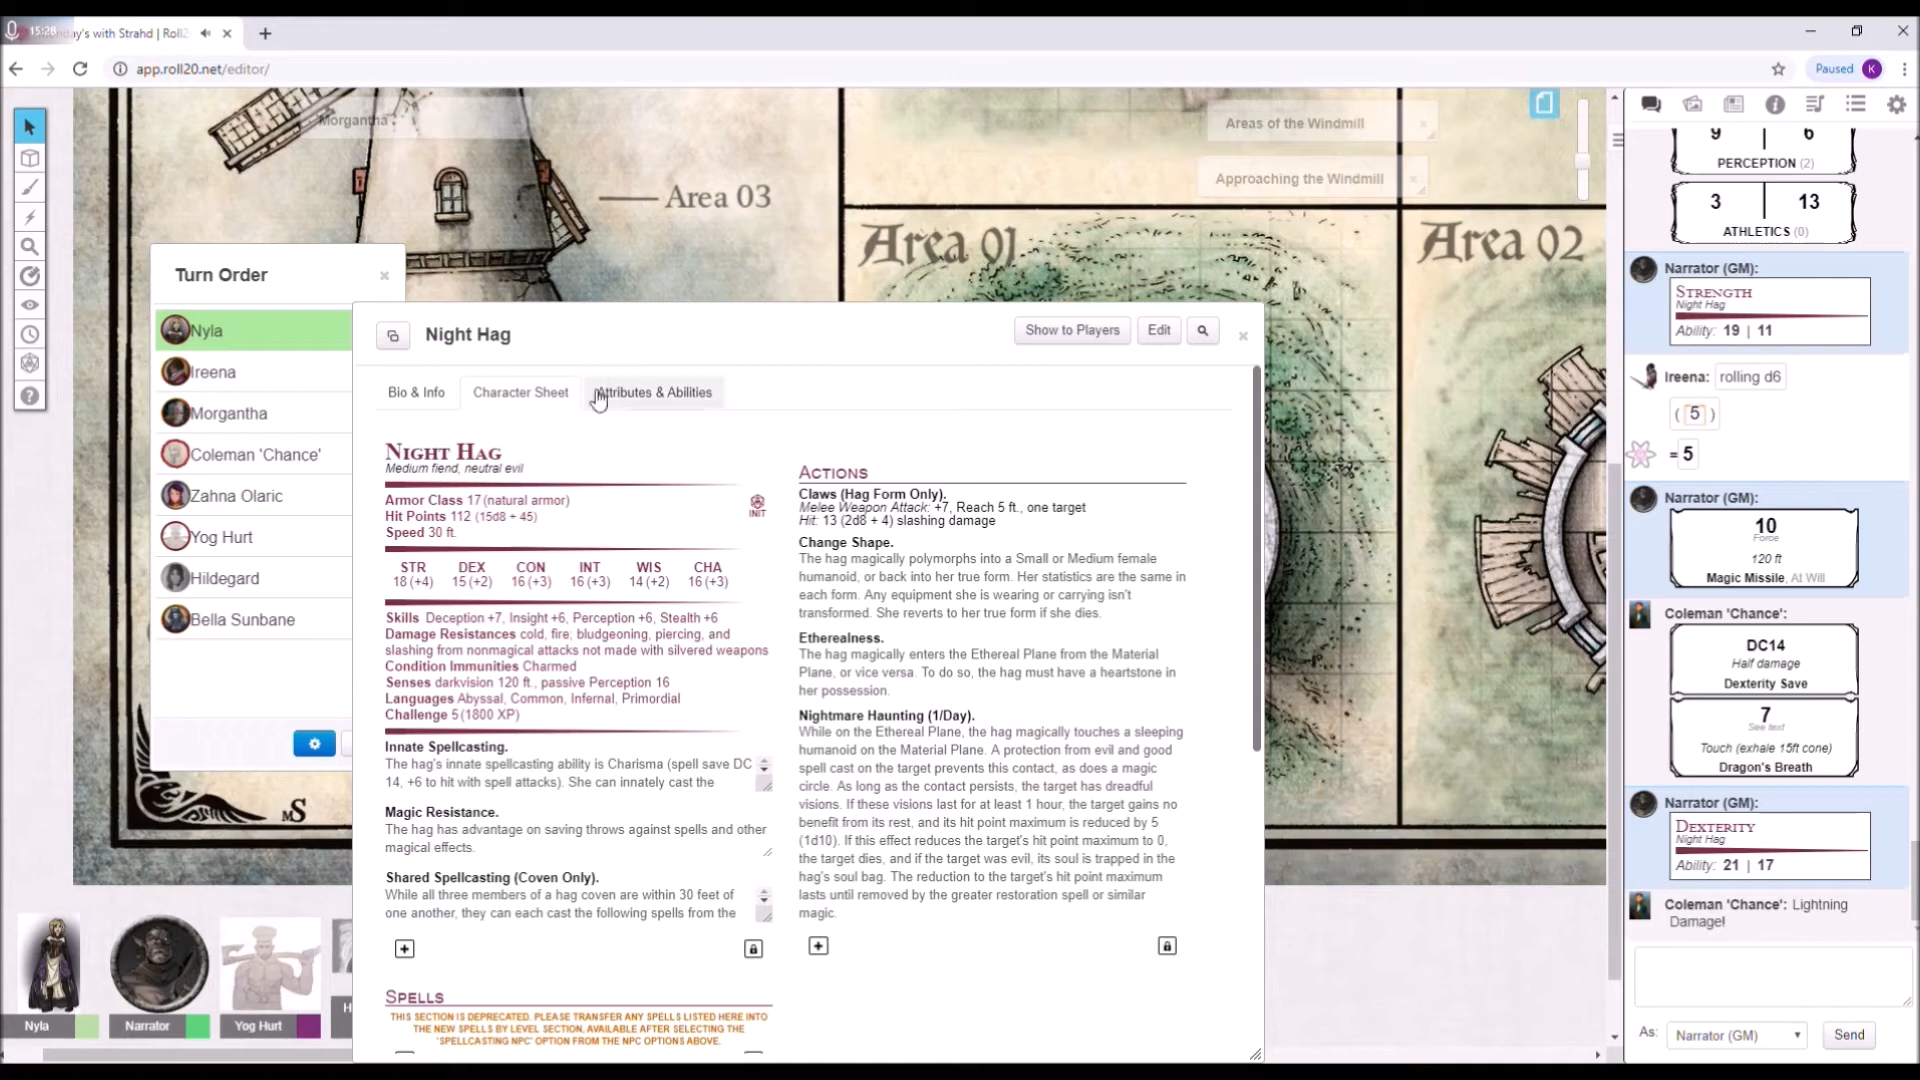 15:28
day's with Strahd | Roll2
app.roll20.net/editor/
Paused
K
Morgantha
Area 03
Areas of the Windmill
Approaching the Windmill
Area 01
Area 02
Turn Order
Nyla
Ireena
Morgantha
Coleman 'Chance'
Zahna Olaric
Yog Hurt
Hildegard
Bella Sunbane
MS
Nyla
Narrator
Yog Hurt
H
Night Hag
Show to Players
Edit
Bio & Info
Character Sheet
Attributes & Abilities
NIGHT HAG
Medium fiend, neutral evil
Armor Class 17 (natural armor)
Hit Points 112 (15d8 + 45)
Speed 30 ft.
INIT
STR DEX CON INT WIS CHA
18 (+4) 15 (+2) 16 (+3) 16 (+3) 14 (+2) 16 (+3)
Skills Deception +7, Insight +6, Perception +6, Stealth +6
Damage Resistances cold, fire; bludgeoning, piercing, and
slashing from nonmagical attacks not made with silvered weapons
Condition Immunities Charmed
Senses darkvision 120 ft., passive Perception 16
Languages Abyssal, Common, Infernal, Primordial
Challenge 5 (1800 XP)
Innate Spellcasting.
The hag's innate spellcasting ability is Charisma (spell save DC
14, +6 to hit with spell attacks). She can innately cast the
Magic Resistance.
The hag has advantage on saving throws against spells and other
magical effects.
Shared Spellcasting (Coven Only).
While all three members of a hag coven are within 30 feet of
one another, they can each cast the following spells from the
SPELLS
THIS SECTION IS DEPRECATED. PLEASE TRANSFER ANY SPELLS LISTED HERE INTO
THE NEW SPELLS BY LEVEL SECTION, AVAILABLE AFTER SELECTING THE
'SPELLCASTING NPC' OPTION FROM THE NPC OPTIONS ABOVE.
ACTIONS
Claws (Hag Form Only).
Melee Weapon Attack: +7, Reach 5 ft., one target
Hit: 13 (2d8 + 4) slashing damage
Change Shape.
The hag magically polymorphs into a Small or Medium female
humanoid, or back into her true form. Her statistics are the same in
each form. Any equipment she is wearing or carrying isn't
transformed. She reverts to her true form if she dies.
Etherealness.
The hag magically enters the Ethereal Plane from the Material
Plane, or vice versa. To do so, the hag must have a heartstone in
her possession.
Nightmare Haunting (1/Day).
While on the Ethereal Plane, the hag magically touches a sleeping
humanoid on the Material Plane. A protection from evil and good
spell cast on the target prevents this contact, as does a magic
circle. As long as the contact persists, the target has dreadful
visions. If these visions last for at least 1 hour, the target gains no
benefit from its rest, and its hit point maximum is reduced by 5
(1d10). If this effect reduces the target's hit point maximum to 0,
the target dies, and if the target was evil, its soul is trapped in the
hag's soul bag. The reduction to the target's hit point maximum
lasts until removed by the greater restoration spell or similar
magic.
9 6
PERCEPTION (2)
3 13
ATHLETICS (0)
Narrator (GM):
STRENGTH
Night Hag
Ability: 19 | 11
Ireena: rolling d6
( 5 )
= 5
Narrator (GM):
10
Force
120 ft
Magic Missile, At Will
Coleman 'Chance':
DC14
Half damage
Dexterity Save
7
See text
Touch (exhale 15ft cone)
Dragon's Breath
Narrator (GM):
DEXTERITY
Night Hag
Ability: 21 | 17
Coleman 'Chance': Lightning
Damage!
As: Narrator (GM)
Send